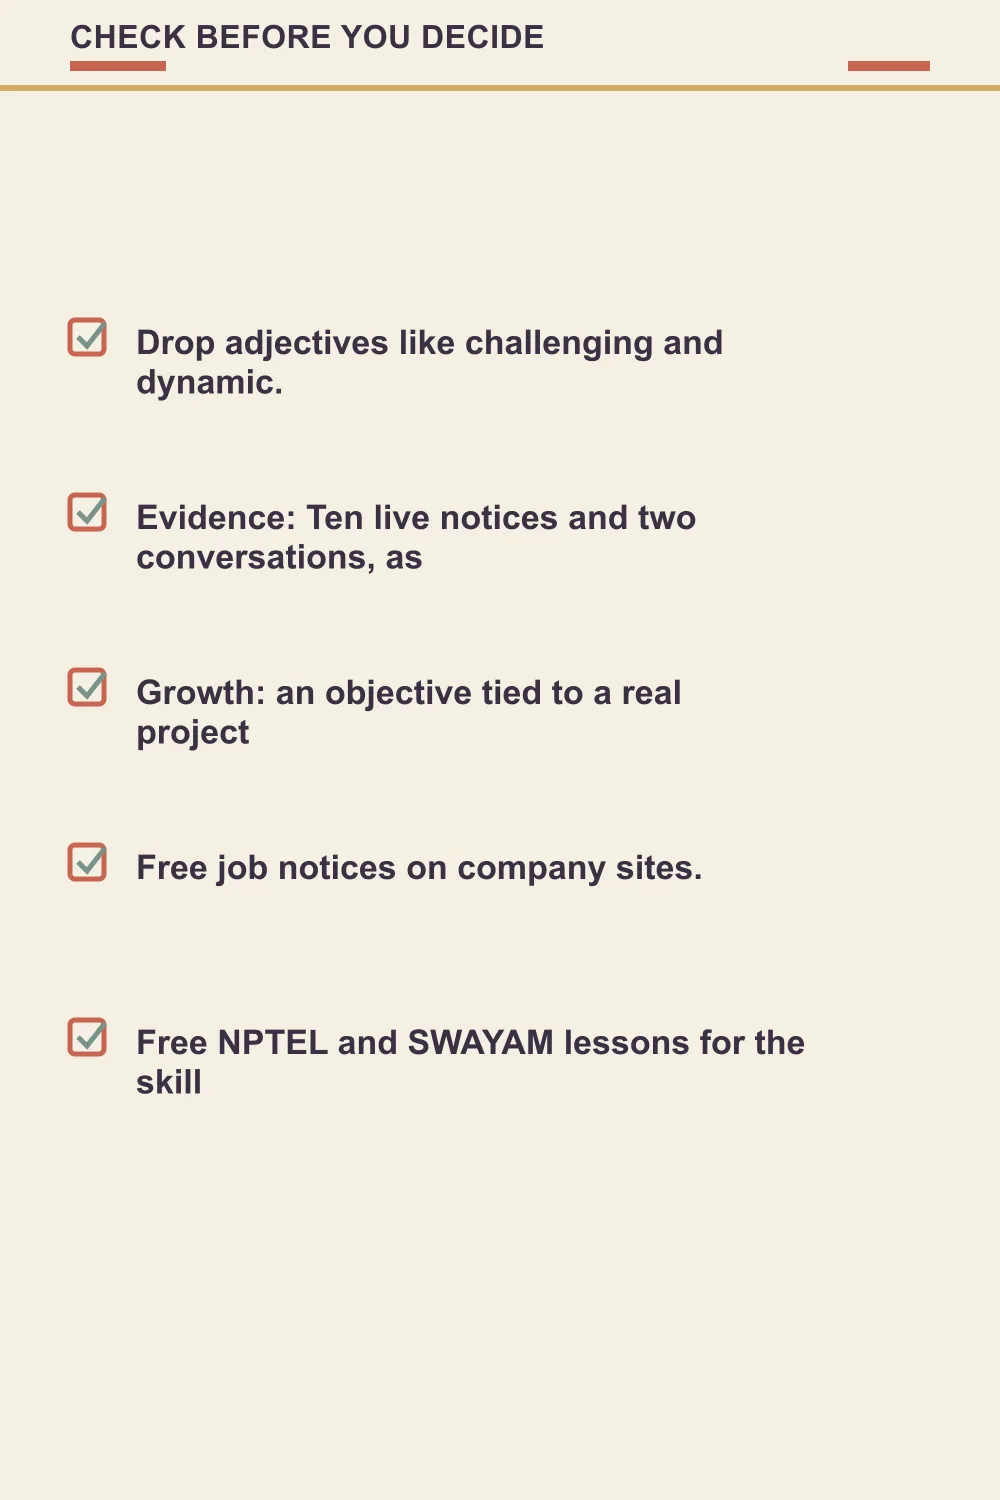 CHECK BEFORE YOU DECIDE
Drop adjectives like challenging and
dynamic.
Evidence: Ten live notices and two
conversations, as
Growth: an objective tied to a real
project
Free job notices on company sites.
Free NPTEL and SWAYAM lessons for the
skill